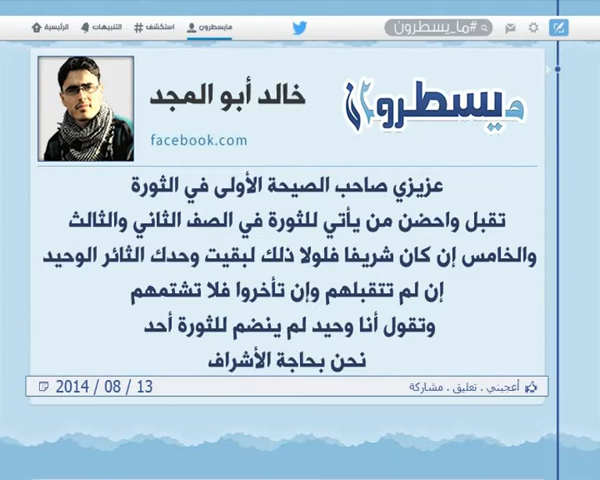 الرئيسية
التنبيهات
استكشف
مايسطرون
#ما_يسطرون
خالد أبو المجد
facebook.com
ما يسطرون
عزيزي صاحب الصيحة الأولى في الثورة
تقبل واحضن من يأتي للثورة في الصف الثاني والثالث
والخامس إن كان شريفا فلولا ذلك لبقيت وحدك الثائر الوحيد
إن لم تتقبلهم وإن تأخروا فلا تشتمهم
وتقول أنا وحيد لم ينضم للثورة أحد
نحن بحاجة الأشراف
أعجبني . تعليق . مشاركة
2014 / 08 / 13